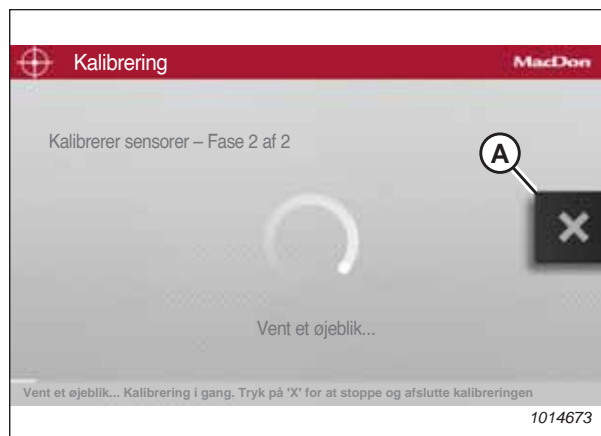 Kalibrering
MacDon
Kalibrerer sensorer – Fase 2 af 2
A
Vent et øjeblik...
Vent et øjeblik... Kalibrering i gang. Tryk på 'X' for at stoppe og afslutte kalibreringen
1014673